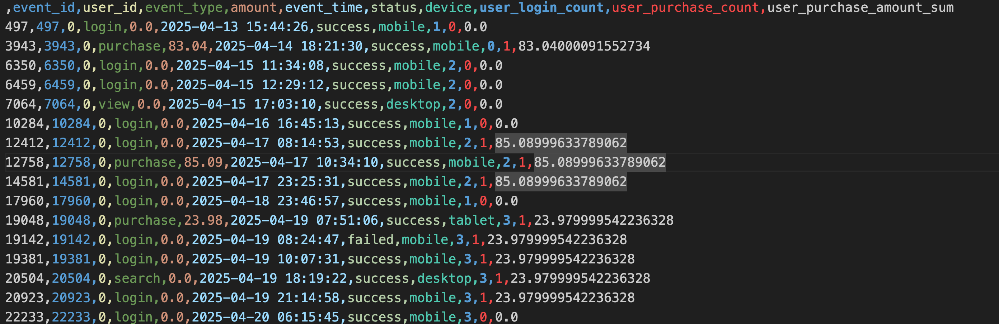 ,event_id,user_id,event_type,amount,event_time,status,device,user_login_count,user_purchase_count,user_purchase_amount_sum
497,497,0,login,0.0,2025-04-13 15:44:26,success,mobile,1,0,0.0
3943,3943,0,purchase,83.04,2025-04-14 18:21:30,success,mobile,0,1,83.04000091552734
6350,6350,0,login,0.0,2025-04-15 11:34:08,success,mobile,2,0,0.0
6459,6459,0,login,0.0,2025-04-15 12:29:12,success,mobile,2,0,0.0
7064,7064,0,view,0.0,2025-04-15 17:03:10,success,desktop,2,0,0.0
10284,10284,0,login,0.0,2025-04-16 16:45:13,success,mobile,1,0,0.0
12412,12412,0,login,0.0,2025-04-17 08:14:53,success,mobile,2,1,85.08999633789062
12758,12758,0,purchase,85.09,2025-04-17 10:34:10,success,mobile,2,1,85.08999633789062
14581,14581,0,login,0.0,2025-04-17 23:25:31,success,mobile,2,1,85.08999633789062
17960,17960,0,login,0.0,2025-04-18 23:46:57,success,mobile,1,0,0.0
19048,19048,0,purchase,23.98,2025-04-19 07:51:06,success,tablet,3,1,23.979999542236328
19142,19142,0,login,0.0,2025-04-19 08:24:47,failed,mobile,3,1,23.979999542236328
19381,19381,0,login,0.0,2025-04-19 10:07:31,success,mobile,3,1,23.979999542236328
20504,20504,0,search,0.0,2025-04-19 18:19:22,success,desktop,3,1,23.979999542236328
20923,20923,0,login,0.0,2025-04-19 21:14:58,success,mobile,3,1,23.979999542236328
22233,22233,0,login,0.0,2025-04-20 06:15:45,success,mobile,3,0,0.0